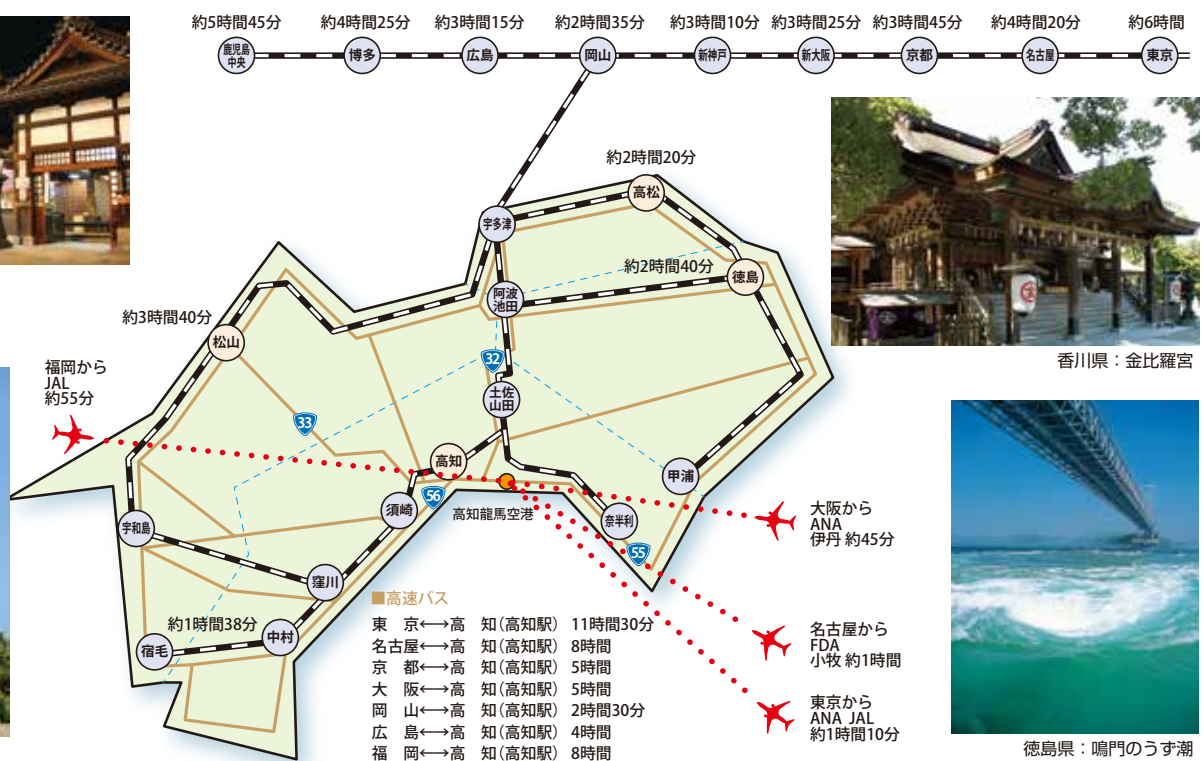 約5時間45分
約4時間25分
約3時間15分
約2時間35分
約3時間10分
約3時間25分
約3時間45分
約4時間20分
約6時間
鹿児島
中央
博多
広島
岡山
新神戸
新大阪
京都
名古屋
東京
約2時間20分
高松
宇多津
約2時間40分
徳島
阿波
池田
約3時間40分
松山
香川県：金比羅宮
福岡から
JAL
約55分
32
土佐
山田
33
高知
甲浦
56
須崎
高知龍馬空港
奈半利
大阪から
ANA
伊丹 約45分
宇和島
55
窪川
約1時間38分
中村
宿毛
■高速バス
東　京⟷高　知（高知駅） 11時間30分
名古屋⟷高　知（高知駅） 8時間
京　都⟷高　知（高知駅） 5時間
大　阪⟷高　知（高知駅） 5時間
岡　山⟷高　知（高知駅） 2時間30分
広　島⟷高　知（高知駅） 4時間
福　岡⟷高　知（高知駅） 8時間
名古屋から
FDA
小牧 約1時間
東京から
ANA JAL
約1時間10分
徳島県：鳴門のうず潮